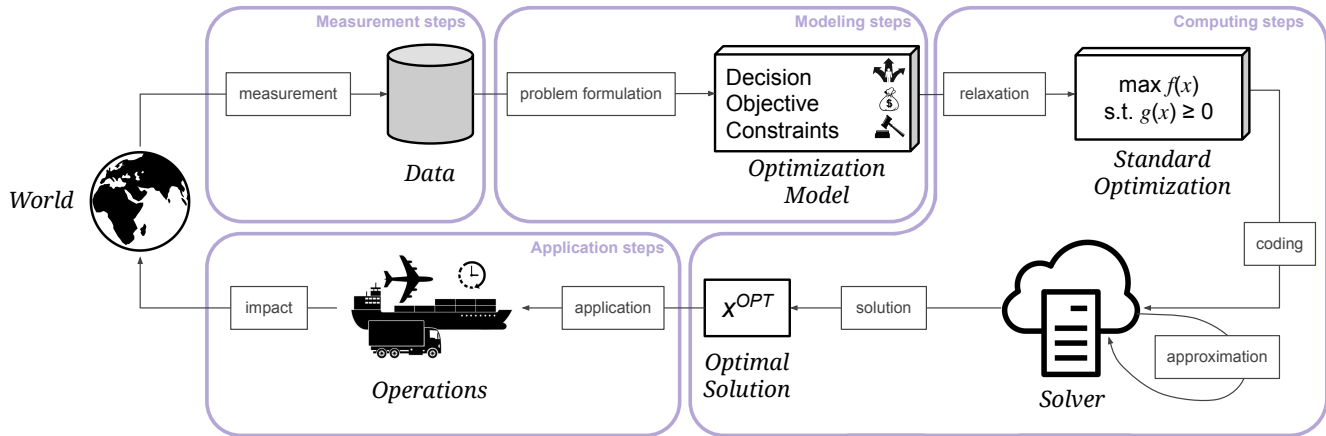 Measurement steps
Modeling steps
Computing steps
measurement
problem formulation
Decision
Objective
Constraints
$
relaxation
max f(x)
s.t. g(x) ≥ 0
Data
Optimization
Model
Standard
Optimization
World
Application steps
coding
impact
application
x^OPT
solution
approximation
Operations
Optimal
Solution
Solver